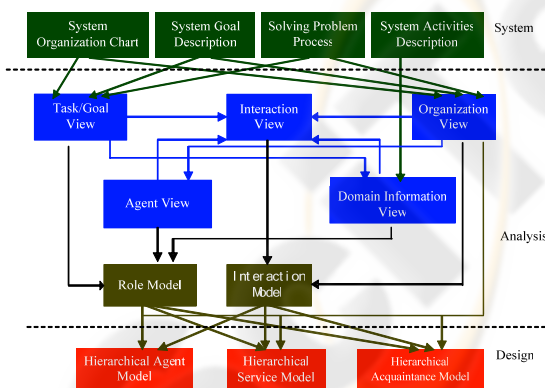 System
Organization Chart
System Goal
Description
Solving Problem
Process
System Activities
Description
System
Task/Goal
View
Interaction
View
Organization
View
Agent View
Domain Information
View
Analysis
Role Model
Interaction
Model
Design
Hierarchical Agent
Model
Hierarchical
Service Model
Hierarchical
Acquaintance Model